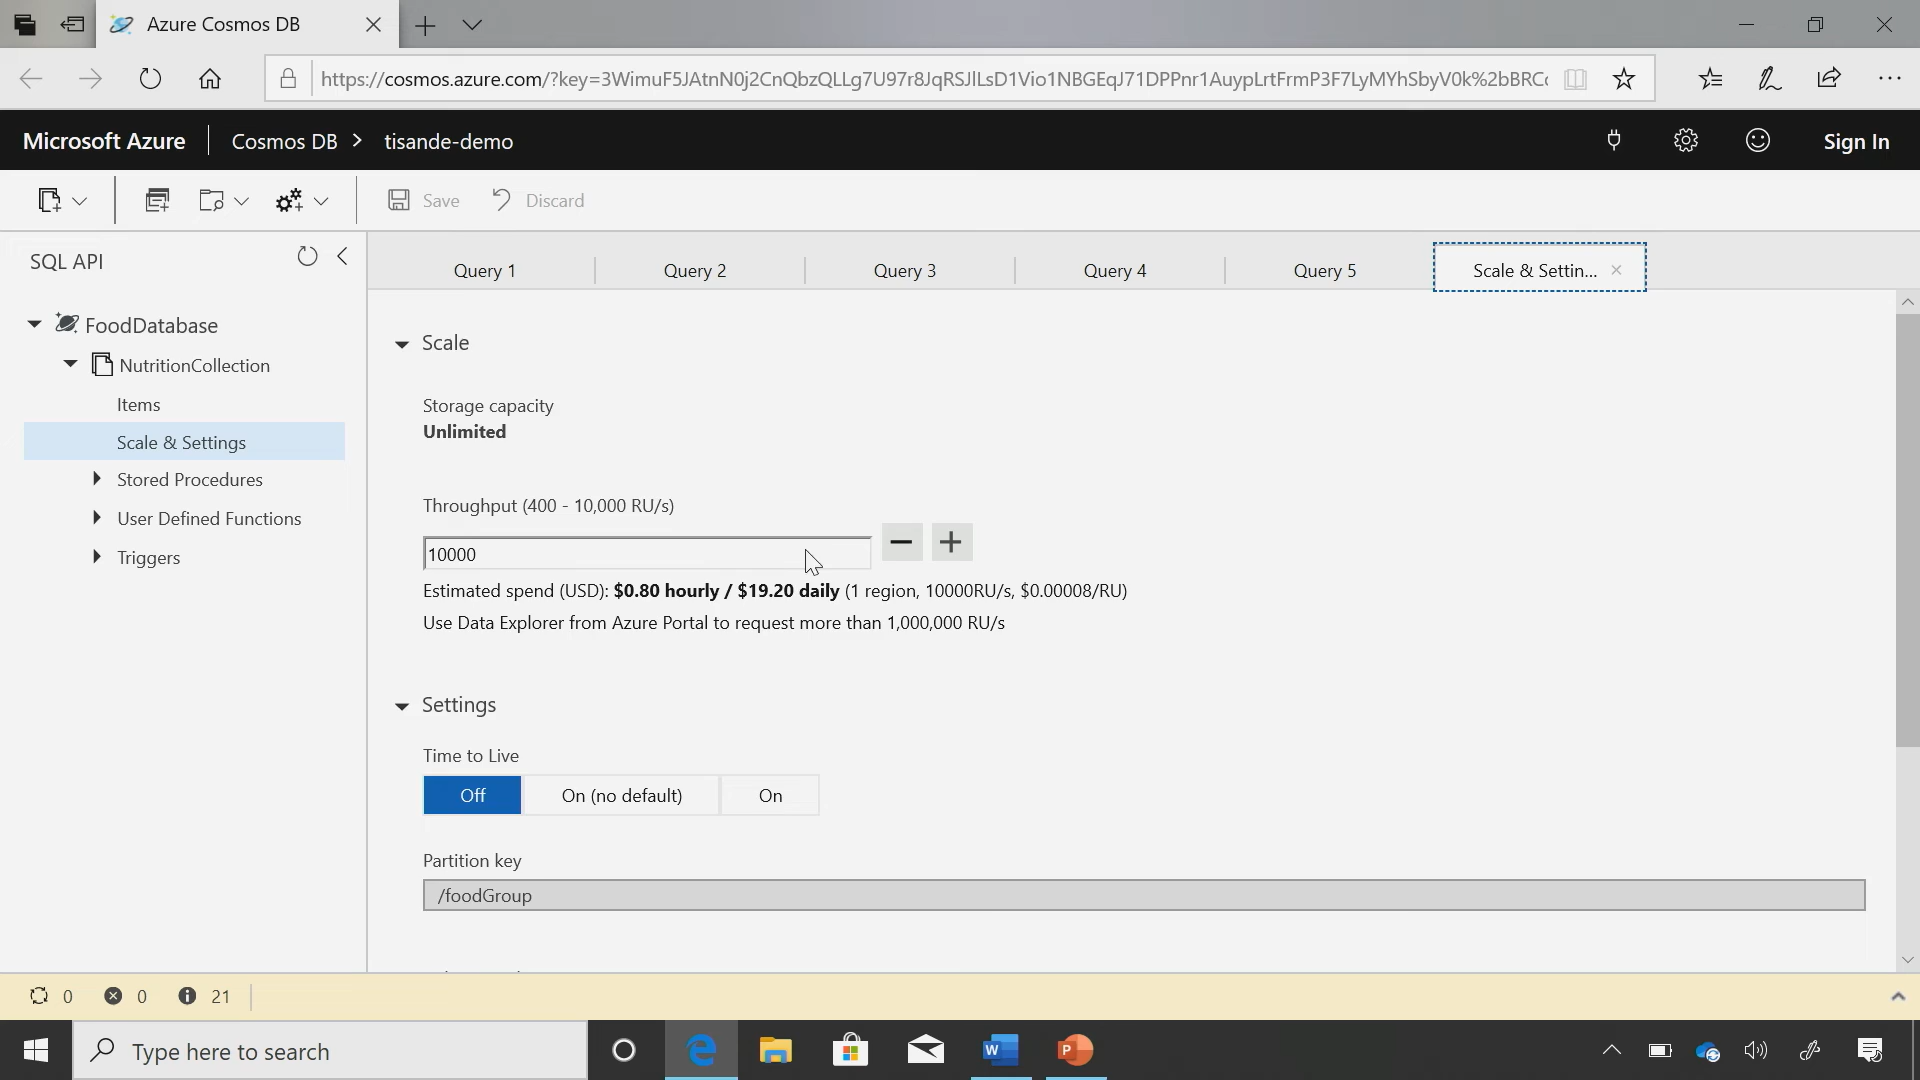 Azure Cosmos DB
https://cosmos.azure.com/?key=3WimuF5JAtnN0j2CnQbzQLLg7U97r8JqRSJlLsD1Vio1NBGEqJ71DPPnr1AuypLrtFrmP3F7LyMYhSbyV0k%2bBRC
Microsoft Azure
Cosmos DB
tisande-demo
Sign In
Save
Discard
SQL API
FoodDatabase
NutritionCollection
Items
Scale & Settings
Stored Procedures
User Defined Functions
Triggers
Query 1
Query 2
Query 3
Query 4
Query 5
Scale & Settin...
Scale
Storage capacity
Unlimited
Throughput (400 - 10,000 RU/s)
10000
Estimated spend (USD): $0.80 hourly / $19.20 daily (1 region, 10000RU/s, $0.00008/RU)
Use Data Explorer from Azure Portal to request more than 1,000,000 RU/s
Settings
Time to Live
Off
On (no default)
On
Partition key
/foodGroup
0
0
21
Type here to search